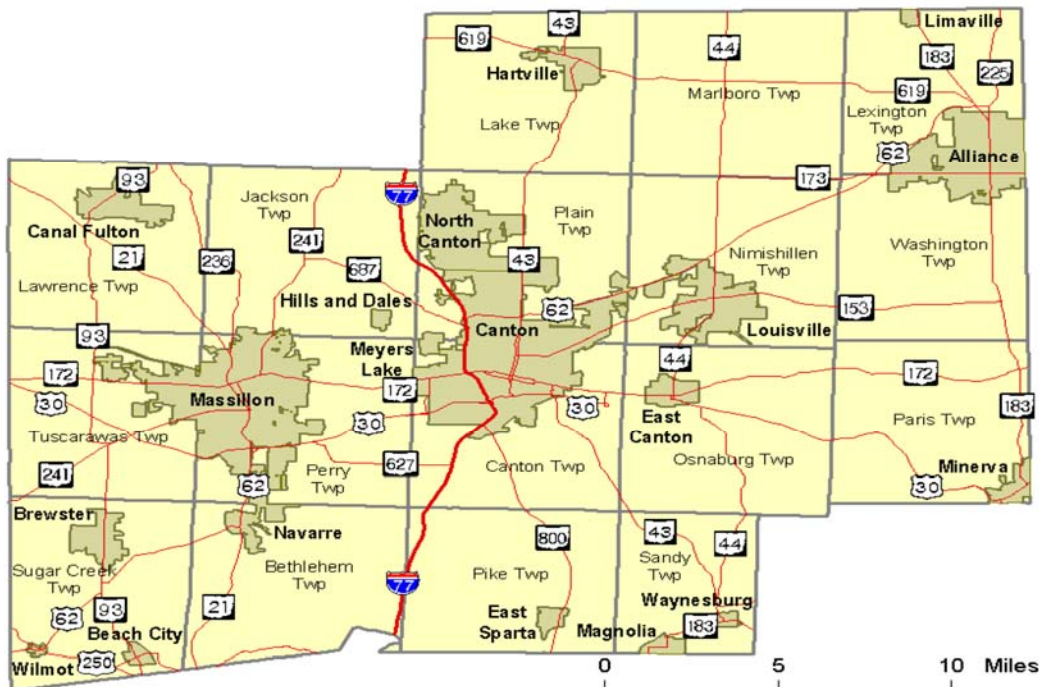 43
Limaville
619
44
183
Hartville
225
Marlboro Twp
619
Lake Twp
Lexington
Twp
62
Alliance
93
77
173
Jackson
Twp
North
Canton
Plain
Twp
Canal Fulton
241
43
Washington
Twp
21
236
687
Nimishillen
Twp
Lawrence Twp
Hills and Dales
62
153
Canton
Louisville
93
Meyers
Lake
44
172
172
172
Massillon
30
30
30
East
Canton
183
Paris Twp
Tuscarawas Twp
241
Perry
Twp
627
Canton Twp
Osnaburg Twp
Minerva
62
30
Brewster
Navarre
800
43
44
Sugar Creek
Twp
Bethlehem
Twp
77
Pike Twp
Sandy
Twp
62
93
21
East
Sparta
Waynesburg
Beach City
Magnolia
183
Wilmot
250
0 5 10 Miles